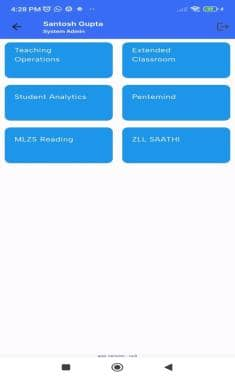 4:28 PM
Santosh Gupta
System Admin
Teaching
Operations
Extended
Classroom
Student Analytics
Pentemind
MLZS Reading
ZLL SAATHI